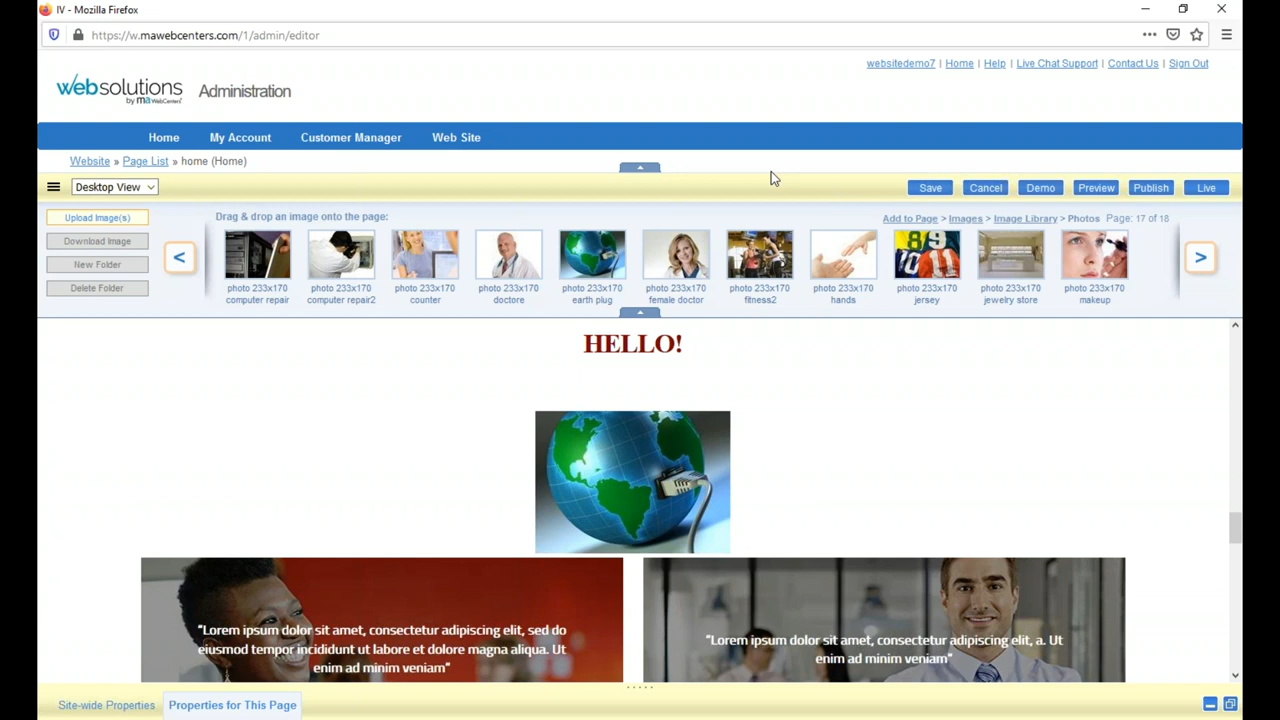 IV - Mozilla Firefox
https://w.mawebcenters.com/1/admin/editor
websitedemo7 | Home | Help | Live Chat Support | Contact Us | Sign Out
websolutions
by ma WebCenters
Administration
Home My Account Customer Manager Web Site
Website » Page List » home (Home)
Desktop View
Save Cancel Demo Preview Publish Live
Upload Image(s)
Download Image
New Folder
Delete Folder
Drag & drop an image onto the page:
Add to Page > Images > Image Library > Photos Page: 17 of 18
<
photo 233x170
computer repair
photo 233x170
computer repair2
photo 233x170
counter
photo 233x170
doctore
photo 233x170
earth plug
photo 233x170
female doctor
photo 233x170
fitness2
photo 233x170
hands
photo 233x170
jersey
photo 233x170
jewelry store
photo 233x170
makeup
>
HELLO!
“Lorem ipsum dolor sit amet, consectetur adipiscing elit, sed do
eiusmod tempor incididunt ut labore et dolore magna aliqua. Ut
enim ad minim veniam”
“Lorem ipsum dolor sit amet, consectetur adipiscing elit, a. Ut
enim ad minim veniam”
Site-wide Properties
Properties for This Page